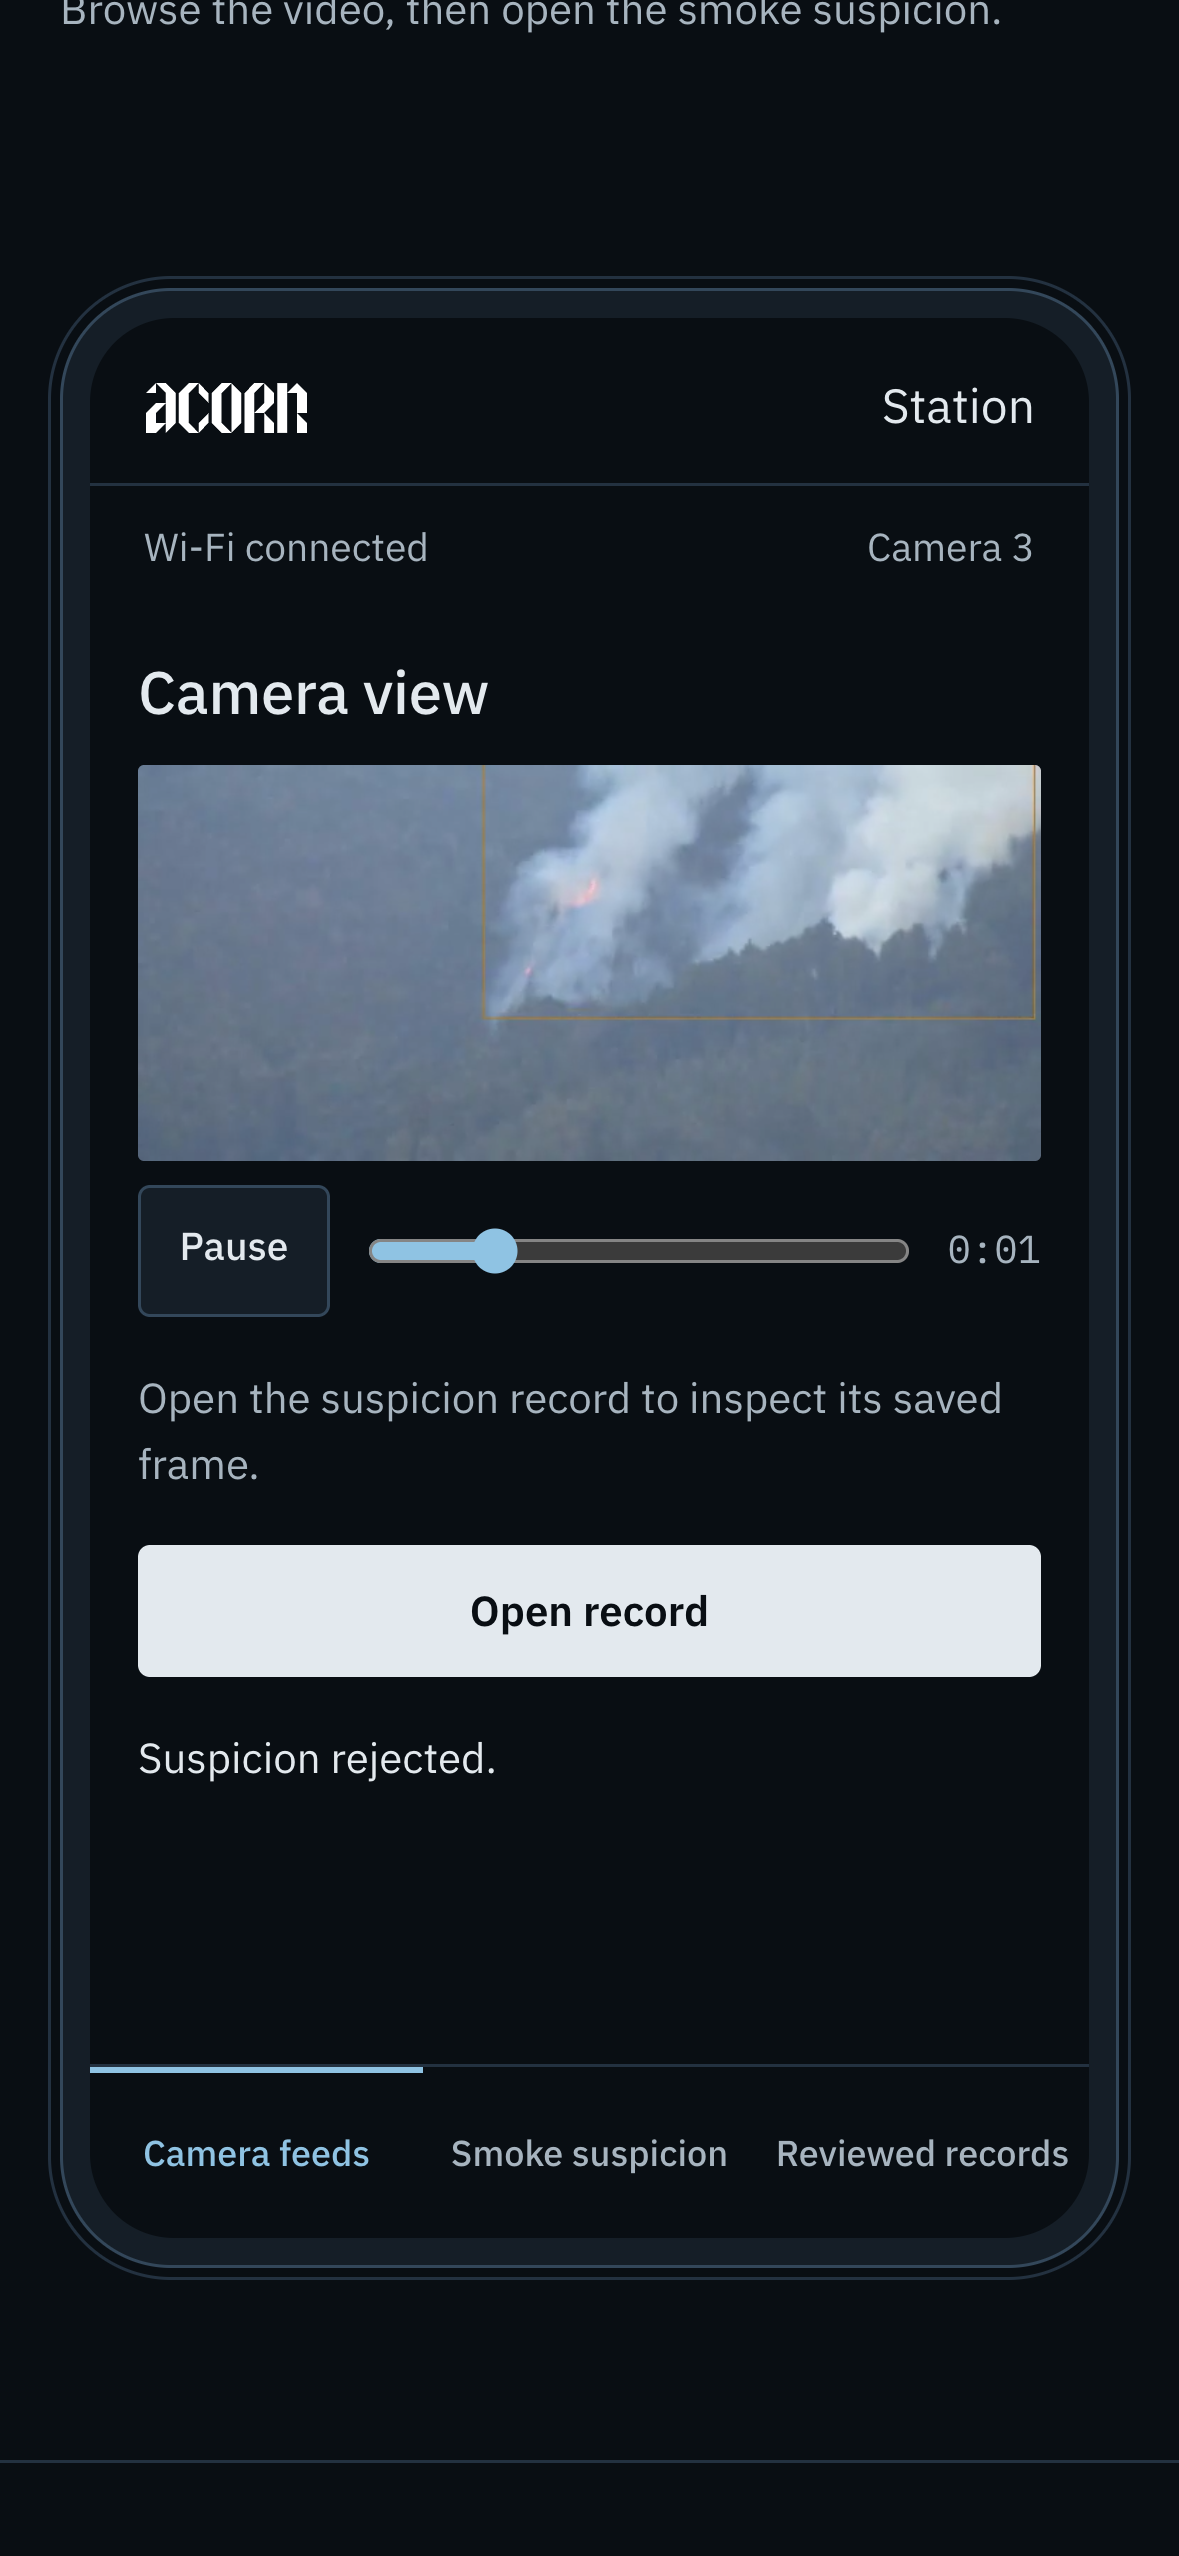 Browse the video, then open the smoke suspicion.
acorn
Station
Wi-Fi connected
Camera 3
Camera view
Pause
0:01
Open the suspicion record to inspect its saved
frame.
Open record
Suspicion rejected.
Camera feeds
Smoke suspicion
Reviewed records